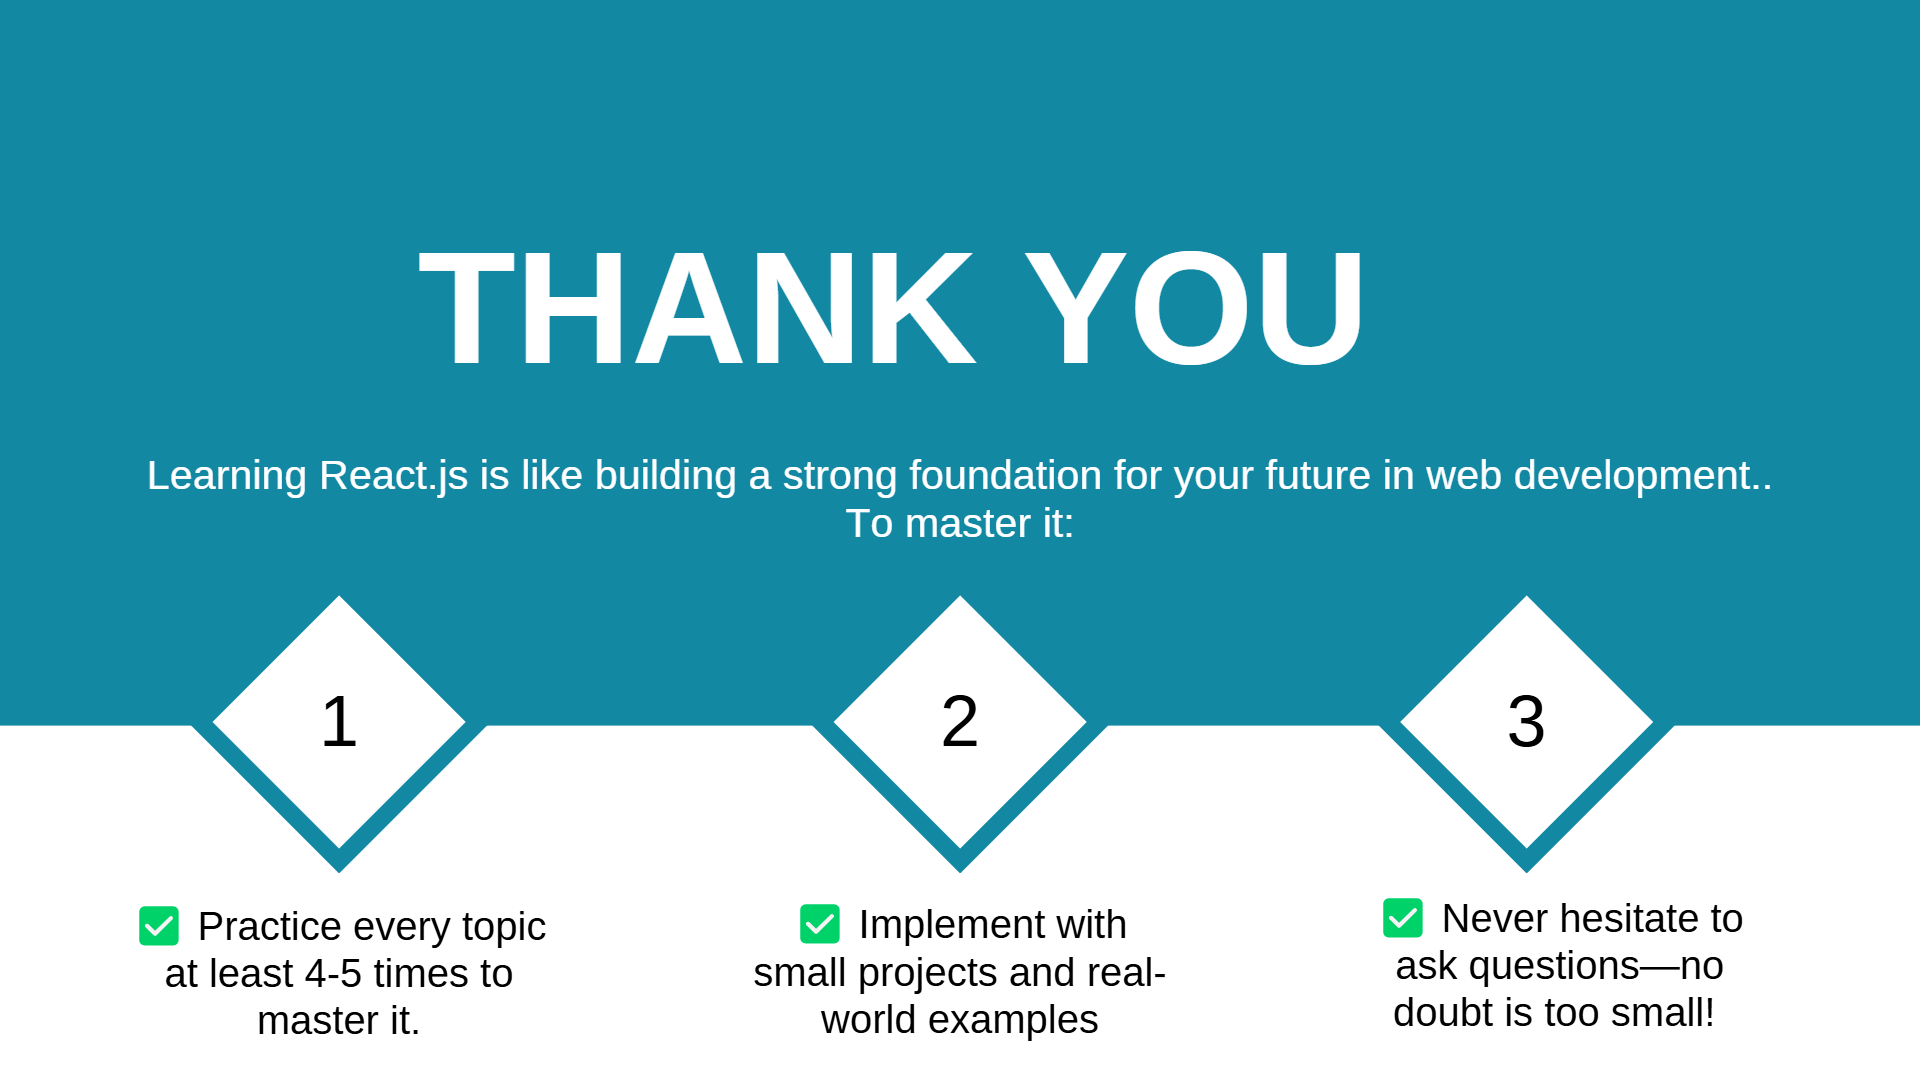 THANK YOU
Learning React.js is like building a strong foundation for your future in web development..
To master it:
1
2
3
✅ Practice every topic
at least 4-5 times to
master it.
✅ Implement with
small projects and real-
world examples
✅ Never hesitate to
ask questions—no
doubt is too small!